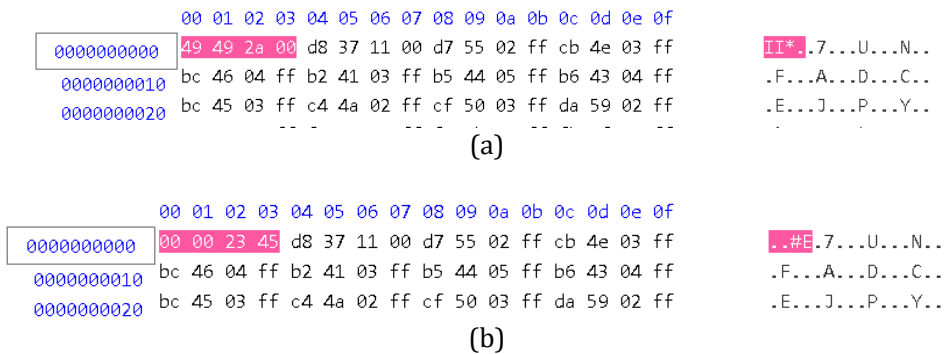 00 01 02 03 04 05 06 07 08 09 0a 0b 0c 0d 0e 0f
0000000000 49 49 2a 00 d8 37 11 00 d7 55 02 ff cb 4e 03 ff II*..7...U...N..
0000000010 bc 46 04 ff b2 41 03 ff b5 44 05 ff b6 43 04 ff .F...A...D...C..
0000000020 bc 45 03 ff c4 4a 02 ff cf 50 03 ff da 59 02 ff .E...J...P...Y..
(a)
00 01 02 03 04 05 06 07 08 09 0a 0b 0c 0d 0e 0f
0000000000 00 00 23 45 d8 37 11 00 d7 55 02 ff cb 4e 03 ff ..#E.7...U...N..
0000000010 bc 46 04 ff b2 41 03 ff b5 44 05 ff b6 43 04 ff .F...A...D...C..
0000000020 bc 45 03 ff c4 4a 02 ff cf 50 03 ff da 59 02 ff .E...J...P...Y..
(b)